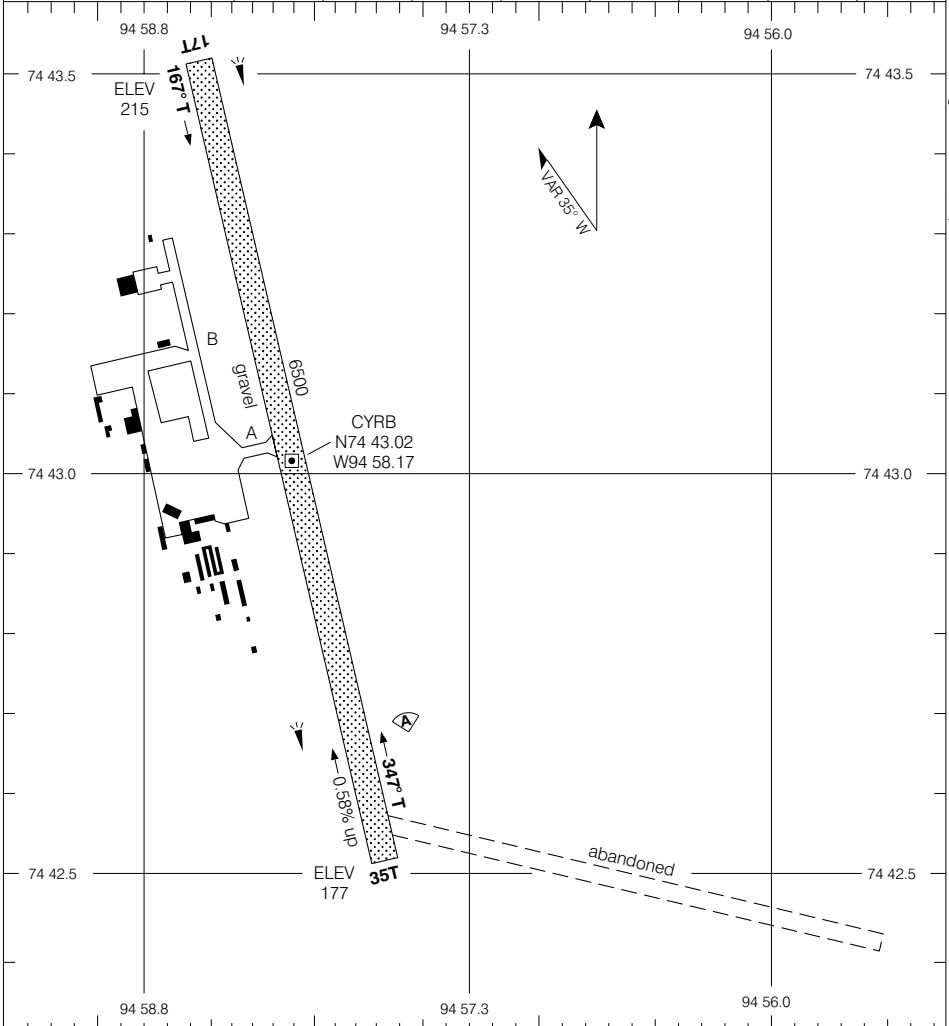 94 58.8
94 57.3
94 56.0
17T
74 43.5
74 43.5
167° T
ELEV
215
VAR 35° W
B
gravel
6500
A
CYRB
N74 43.02
W94 58.17
74 43.0
74 43.0
A
347° T
0.58% up
abandoned
74 42.5
ELEV
177
35T
74 42.5
94 58.8
94 57.3
94 56.0